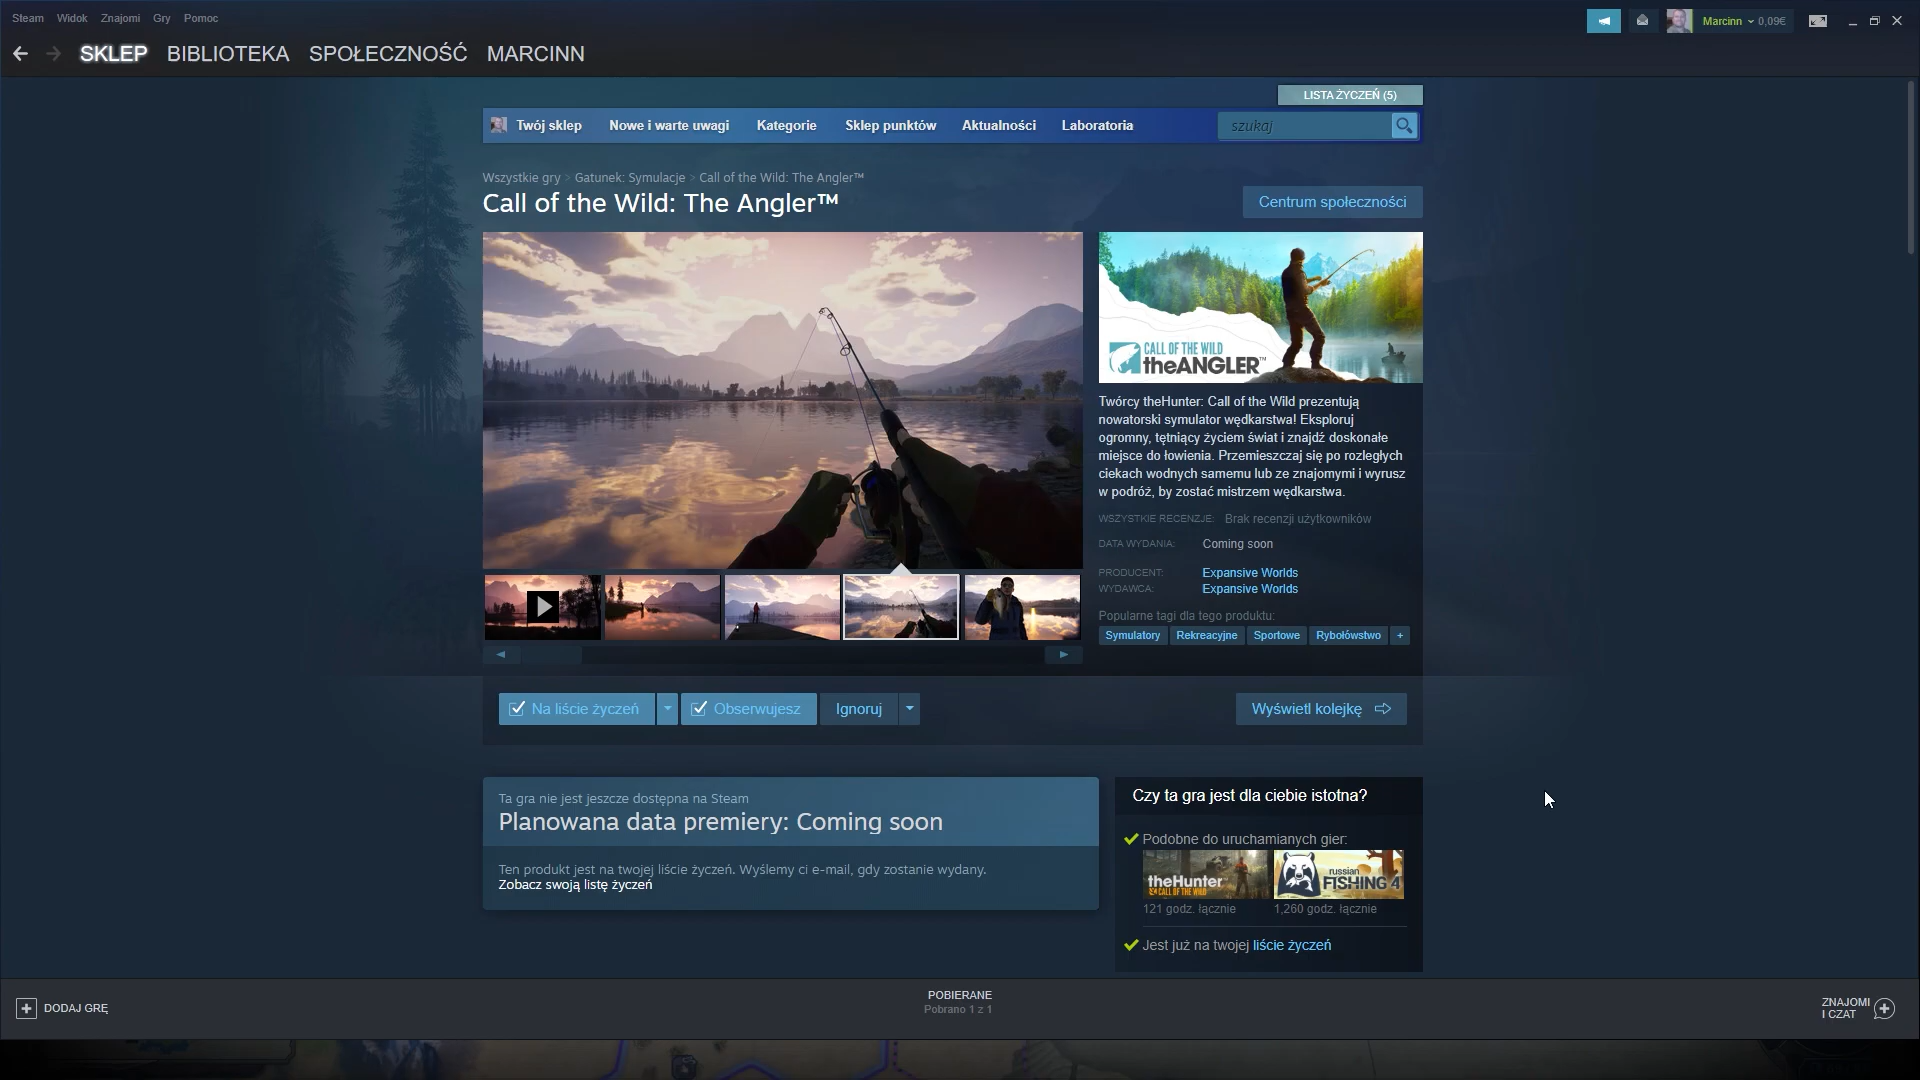 Steam Widok Znajomi Gry Pomoc
Marcinn 0,09€
SKLEP BIBLIOTEKA SPOŁECZNOŚĆ MARCINN
LISTA ŻYCZEŃ (5)
Twój sklep Nowe i warte uwagi Kategorie Sklep punktów Aktualności Laboratoria szukaj
Wszystkie gry > Gatunek: Symulacje > Call of the Wild: The Angler™
Call of the Wild: The Angler™
Centrum społeczności
CALL OF THE WILD
theANGLER™
Twórcy theHunter: Call of the Wild prezentują
nowatorski symulator wędkarstwa! Eksploruj
ogromny, tętniący życiem świat i znajdź doskonałe
miejsce do łowienia. Przemieszczaj się po rozległych
ciekach wodnych samemu lub ze znajomymi i wyrusz
w podróż, by zostać mistrzem wędkarstwa.
WSZYSTKIE RECENZJE: Brak recenzji użytkowników
DATA WYDANIA: Coming soon
PRODUCENT: Expansive Worlds
WYDAWCA: Expansive Worlds
Popularne tagi dla tego produktu:
Symulatory Rekreacyjne Sportowe Rybołówstwo +
Na liście życzeń Obserwujesz Ignoruj Wyświetl kolejkę
Ta gra nie jest jeszcze dostępna na Steam
Planowana data premiery: Coming soon
Ten produkt jest na twojej liście życzeń. Wyślemy ci e-mail, gdy zostanie wydany.
Zobacz swoją listę życzeń
Czy ta gra jest dla ciebie istotna?
Podobne do uruchamianych gier:
theHunter
CALL OF THE WILD
russian
FISHING 4
121 godz. łącznie 1,260 godz. łącznie
Jest już na twojej liście życzeń
DODAJ GRĘ
POBIERANE
Pobrano 1 z 1
ZNAJOMI
I CZAT